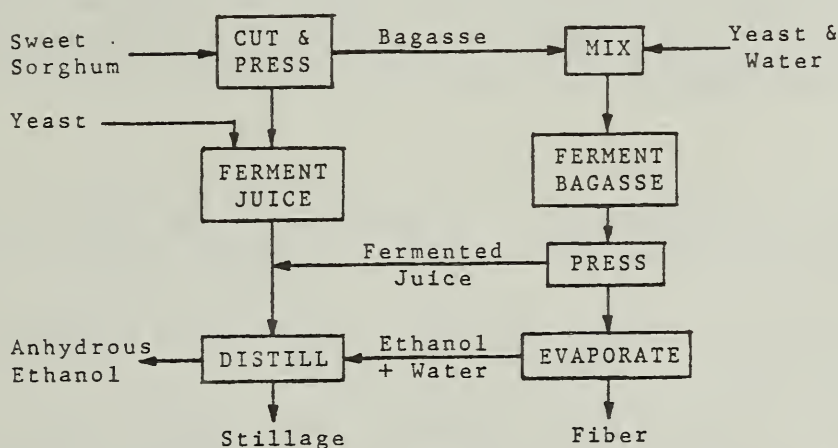 Sweet
Sorghum
CUT &
PRESS
Bagasse
MIX
Yeast &
Water
Yeast
FERMENT
JUICE
FERMENT
BAGASSE
Fermented
Juice
PRESS
Anhydrous
Ethanol
DISTILL
Ethanol
+ Water
EVAPORATE
Stillage
Fiber